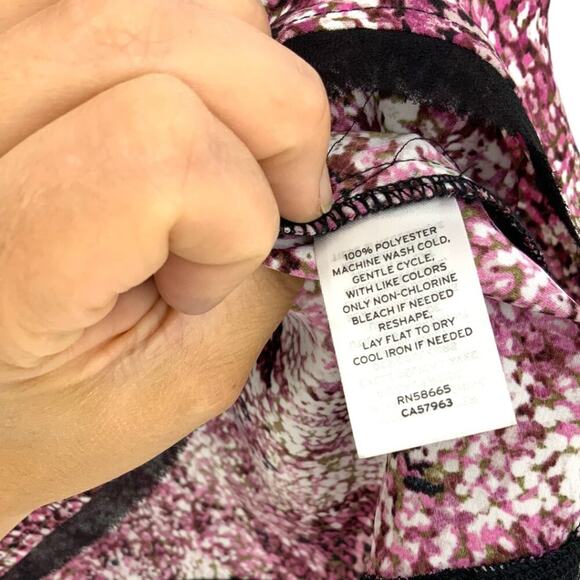 100% POLYESTER
MACHINE WASH COLD,
GENTLE CYCLE,
WITH LIKE COLORS
ONLY NON-CHLORINE
BLEACH IF NEEDED
RESHAPE,
LAY FLAT TO DRY
COOL IRON IF NEEDED
RN58665
CA57963